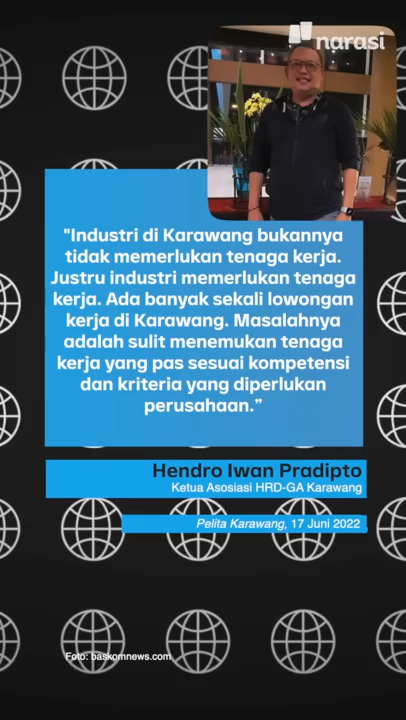 narasi
"Industri di Karawang bukannya
tidak memerlukan tenaga kerja.
Justru industri memerlukan tenaga
kerja. Ada banyak sekali lowongan
kerja di Karawang. Masalahnya
adalah sulit menemukan tenaga
kerja yang pas sesuai kompetensi
dan kriteria yang diperlukan
perusahaan.”
Hendro Iwan Pradipto
Ketua Asosiasi HRD-GA Karawang
Pelita Karawang, 17 Juni 2022
Foto: baskomnews.com